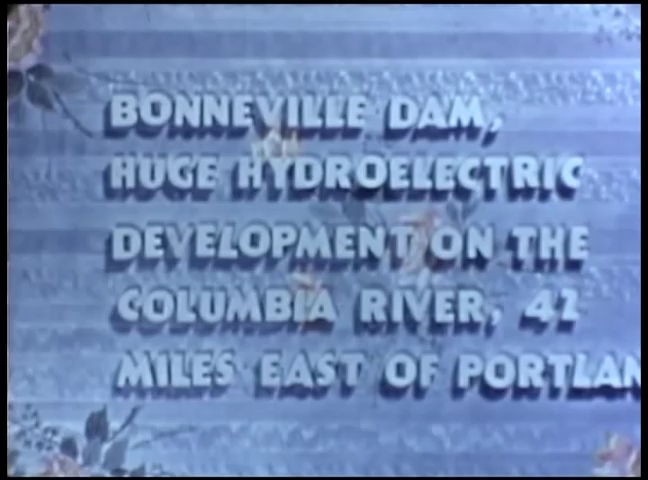 BONNEVILLE DAM,
HUGE HYDROELECTRIC
DEVELOPMENT ON THE
COLUMBIA RIVER, 42
MILES EAST OF PORTLAN